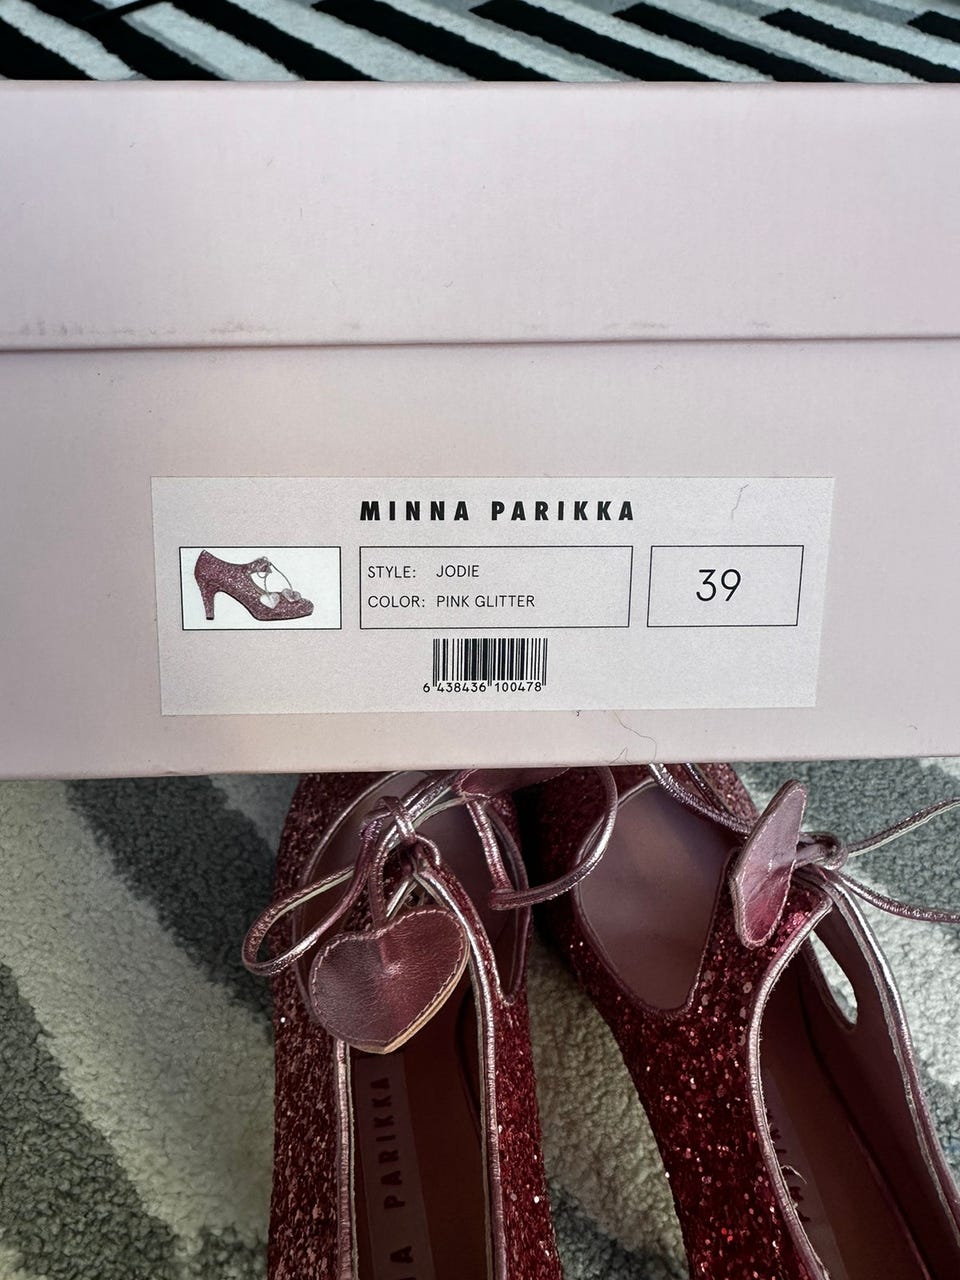 MINNA PARIKKA
STYLE: JODIE
COLOR: PINK GLITTER
39
6 438436 100478
A PARIKKA